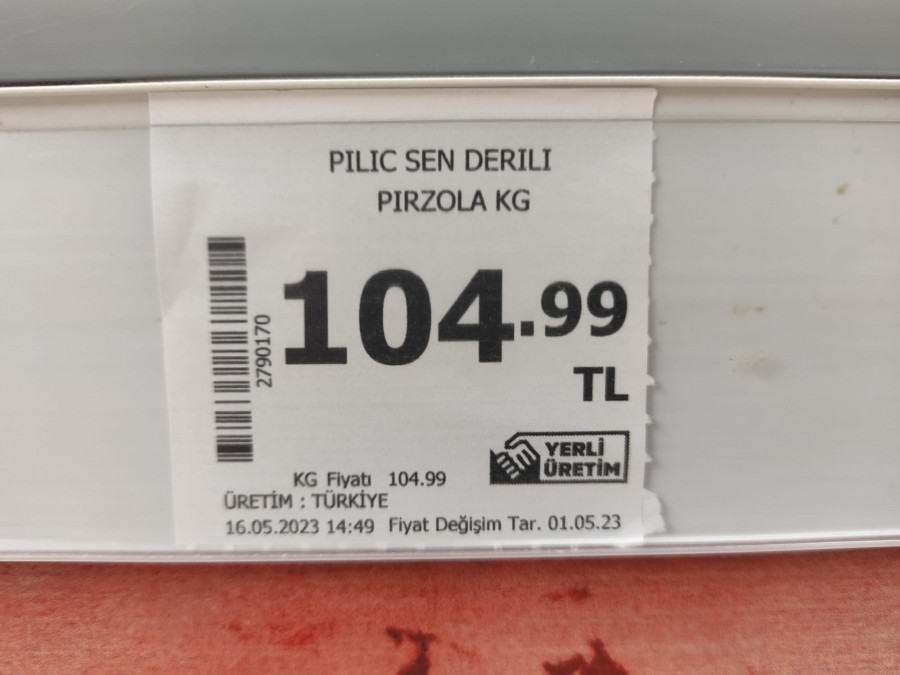 PILIC SEN DERILI
PIRZOLA KG
104.99
TL
2790170
YERLİ
ÜRETİM
KG Fiyatı 104.99
ÜRETİM : TÜRKİYE
16.05.2023 14:49 Fiyat Değişim Tar. 01.05.23